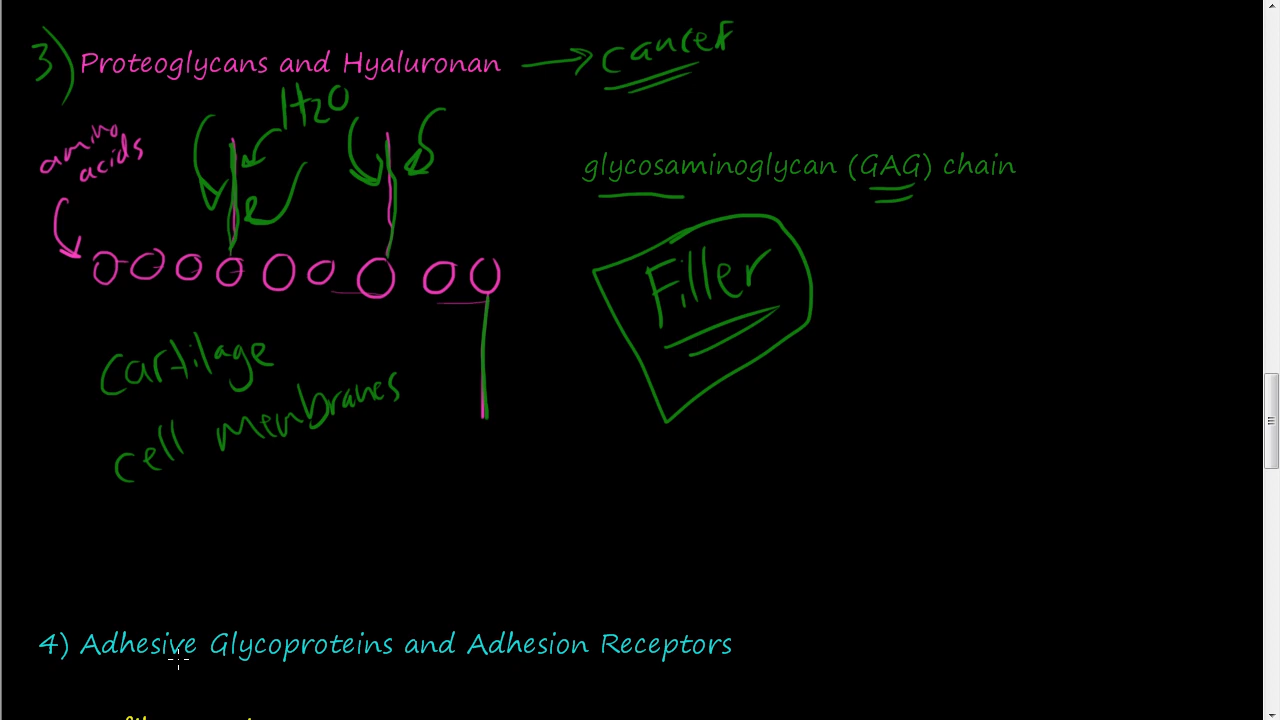 3) Proteoglycans and Hyaluronan → cancer
H2O
amino
acids
glycosaminoglycan (GAG) chain
Filler
Cartilage
cell membranes
4) Adhesive Glycoproteins and Adhesion Receptors